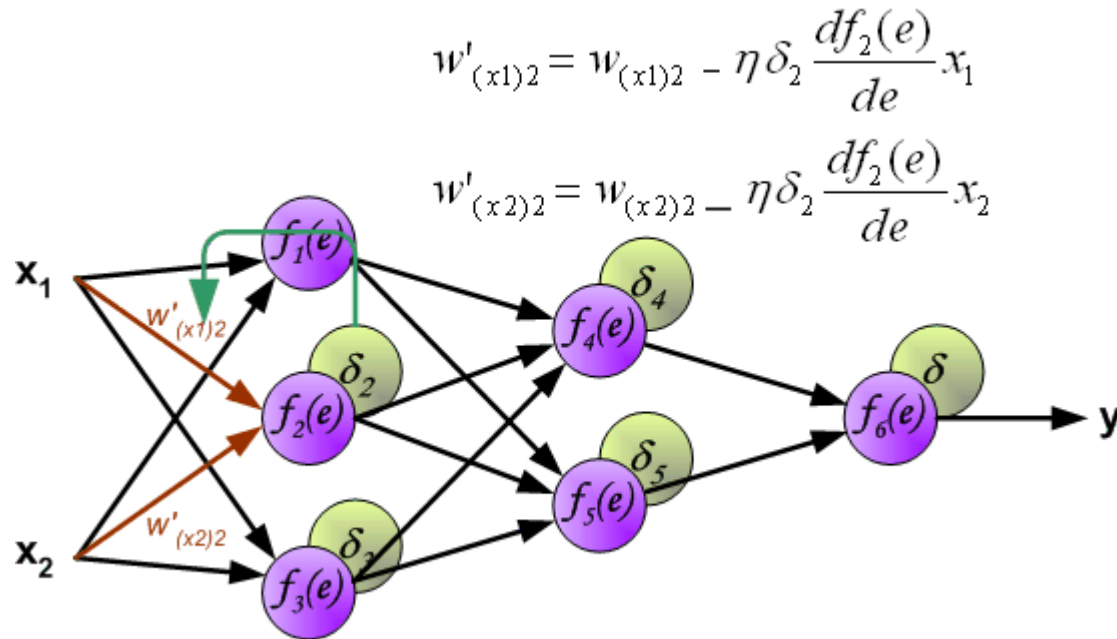 w'(x1)2 = w(x1)2 − η δ2 df2(e)/de x1
w'(x2)2 = w(x2)2 − ηδ2 df2(e)/de x2
f1(e)
x1
δ4
w'(x1)2
f4(e)
δ2
δ
f2(e)
f6(e)
y
δ5
w'(x2)2
f5(e)
x2
δ3
f3(e)